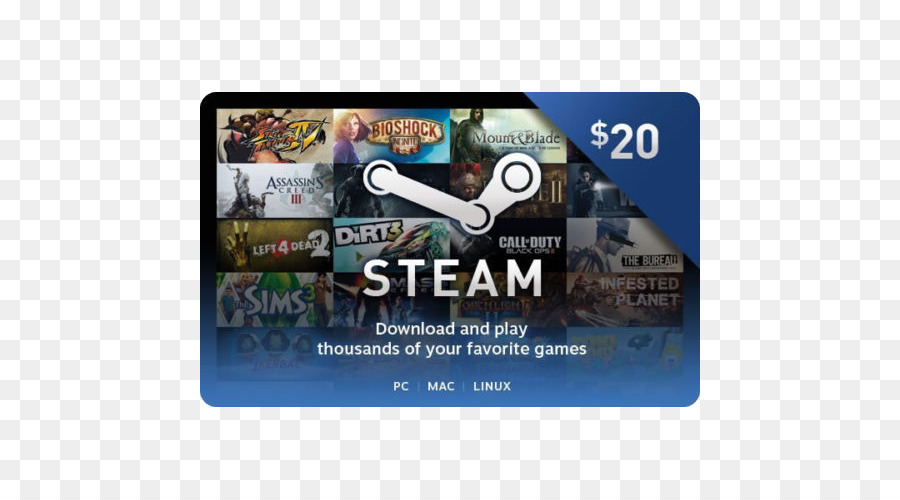 $20
STREET FIGHTER IV
BIOSHOCK
INFINITE
Mount&Blade
ASSASSIN'S
CREED
III
II
LEFT 4 DEAD 2
DiRT3
CALL OF DUTY
BLACK OPS II
THE BUREAU
STEAM
The SIMS 3
INFESTED
PLANET
Download and play
thousands of your favorite games
PC | MAC | LINUX